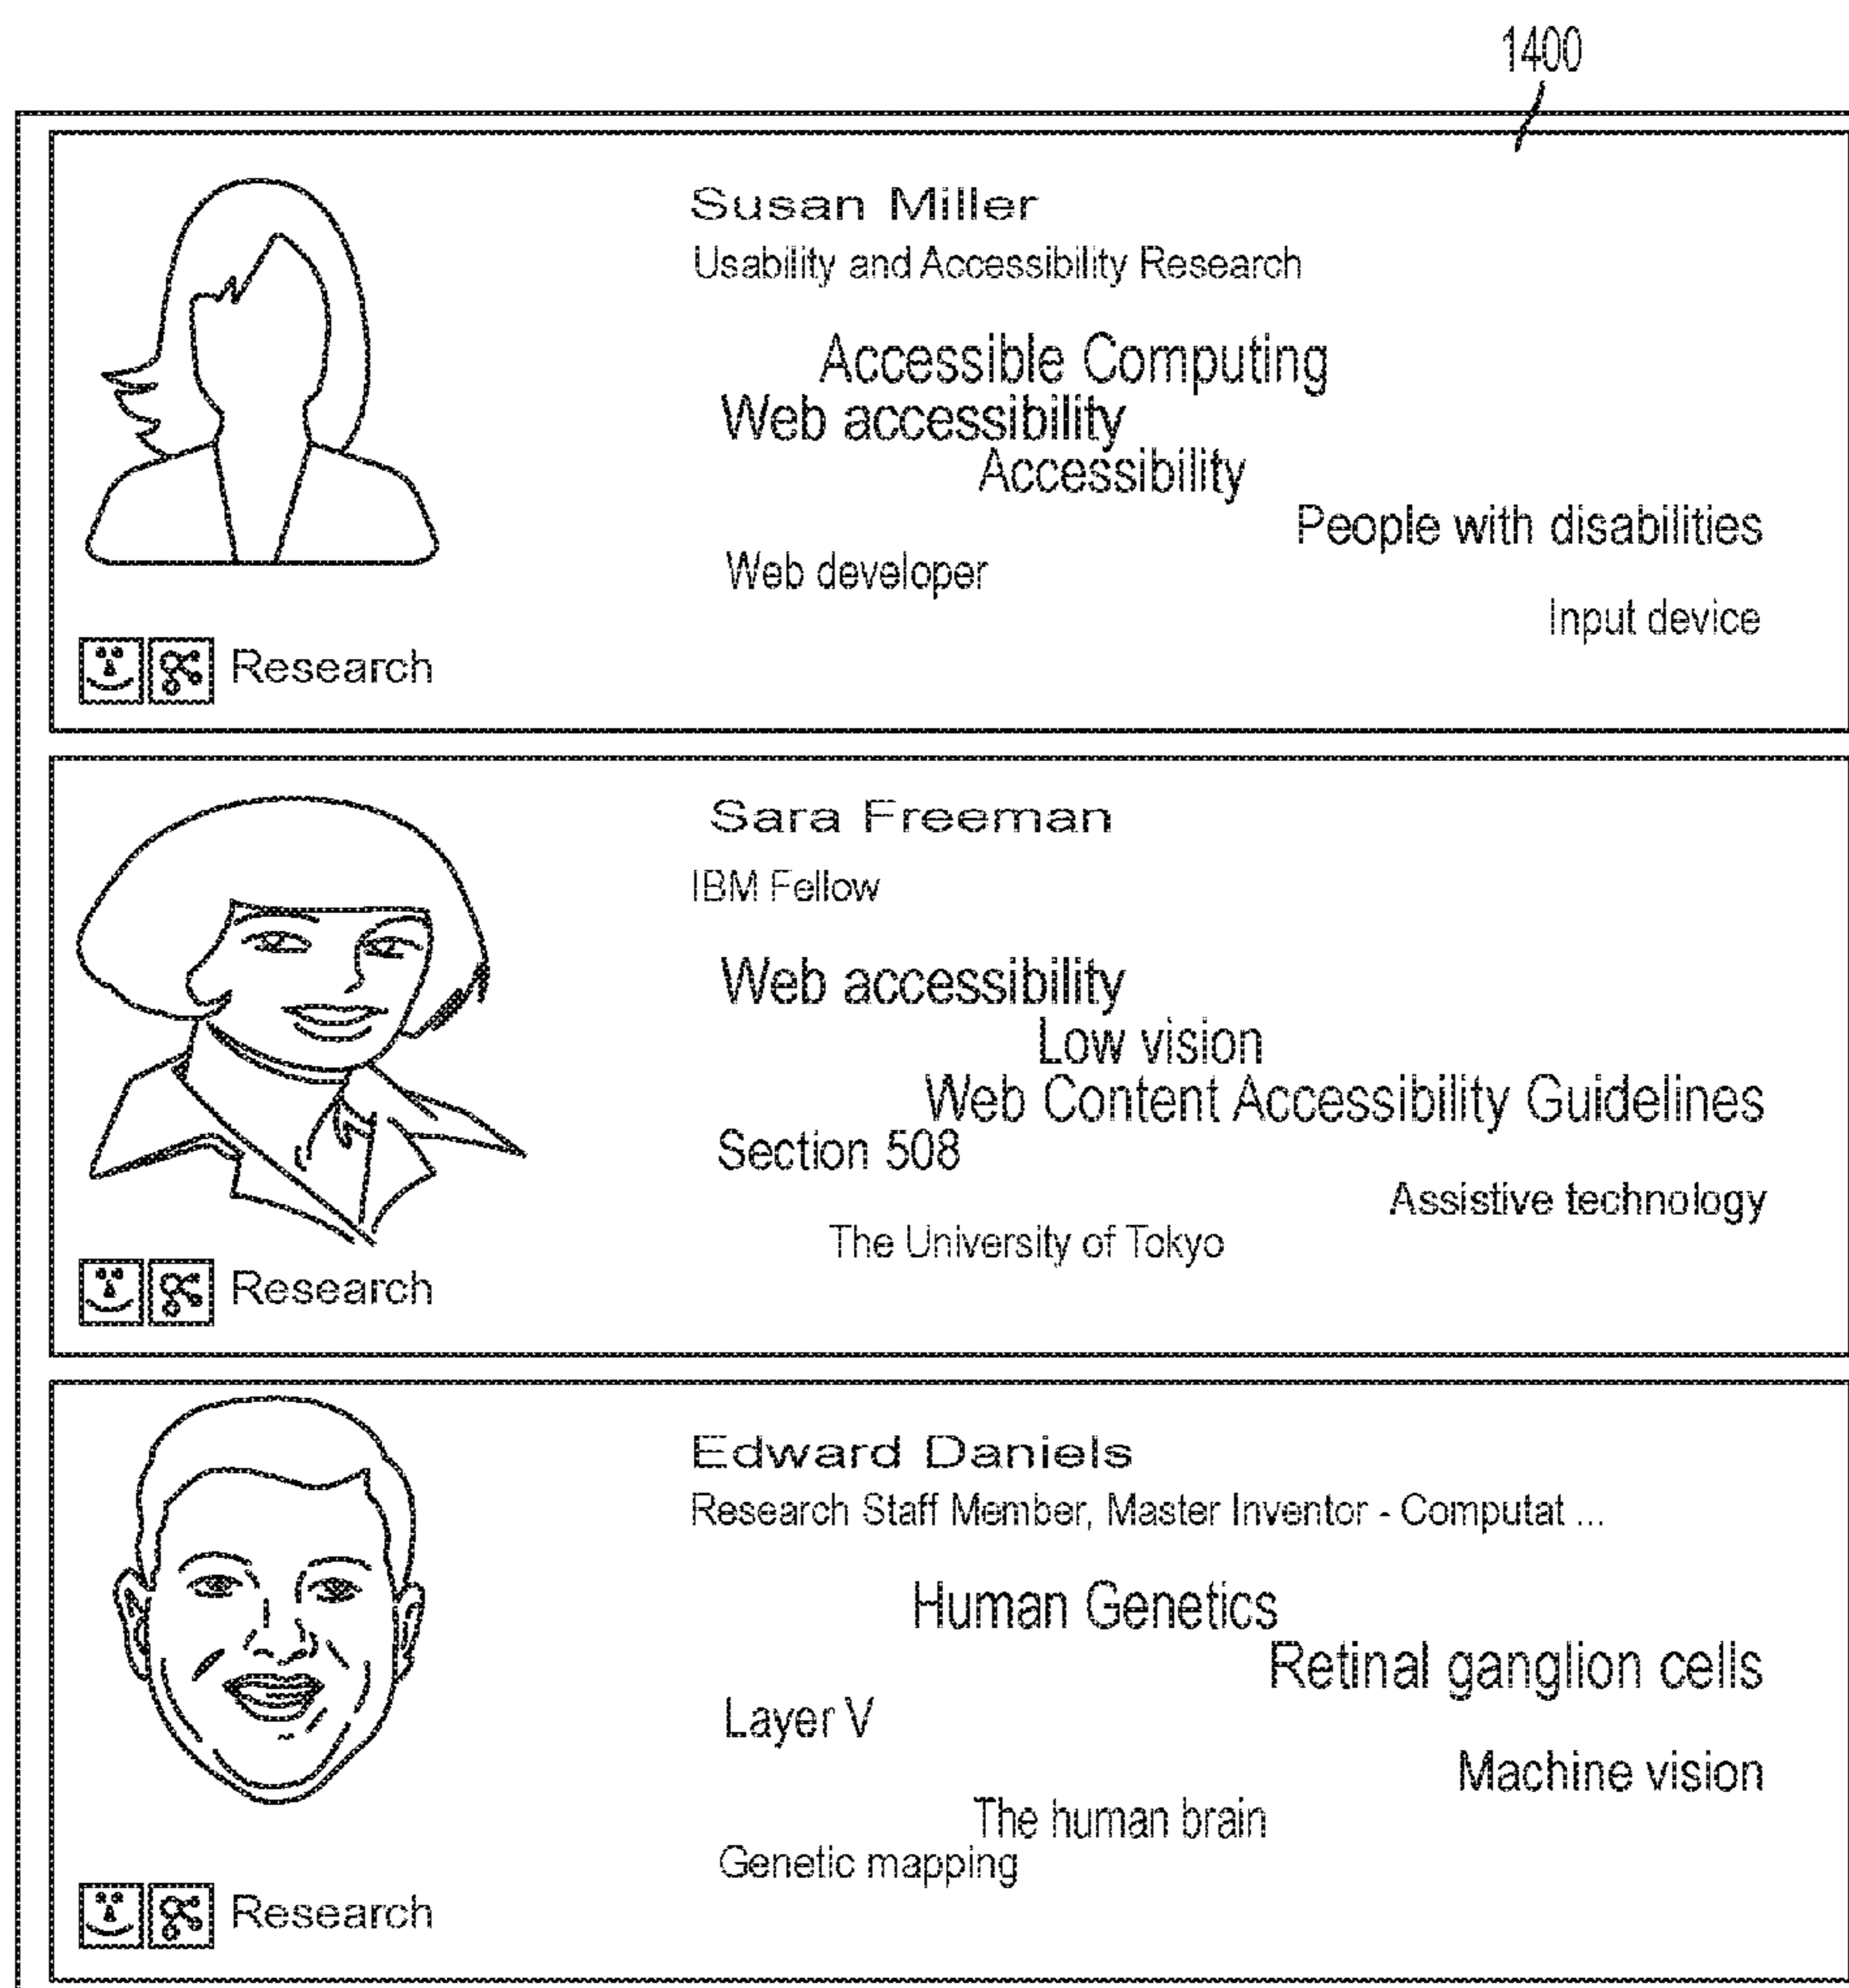 1400
Susan Miller
Usability and Accessibility Research
Accessible Computing
Web accessibility
Accessibility
People with disabilities
Web developer
Input device
Research
Sara Freeman
IBM Fellow
Web accessibility
Low vision
Web Content Accessibility Guidelines
Section 508
Assistive technology
The University of Tokyo
Research
Edward Daniels
Research Staff Member, Master Inventor - Computat ...
Human Genetics
Retinal ganglion cells
Layer V
Machine vision
The human brain
Genetic mapping
Research